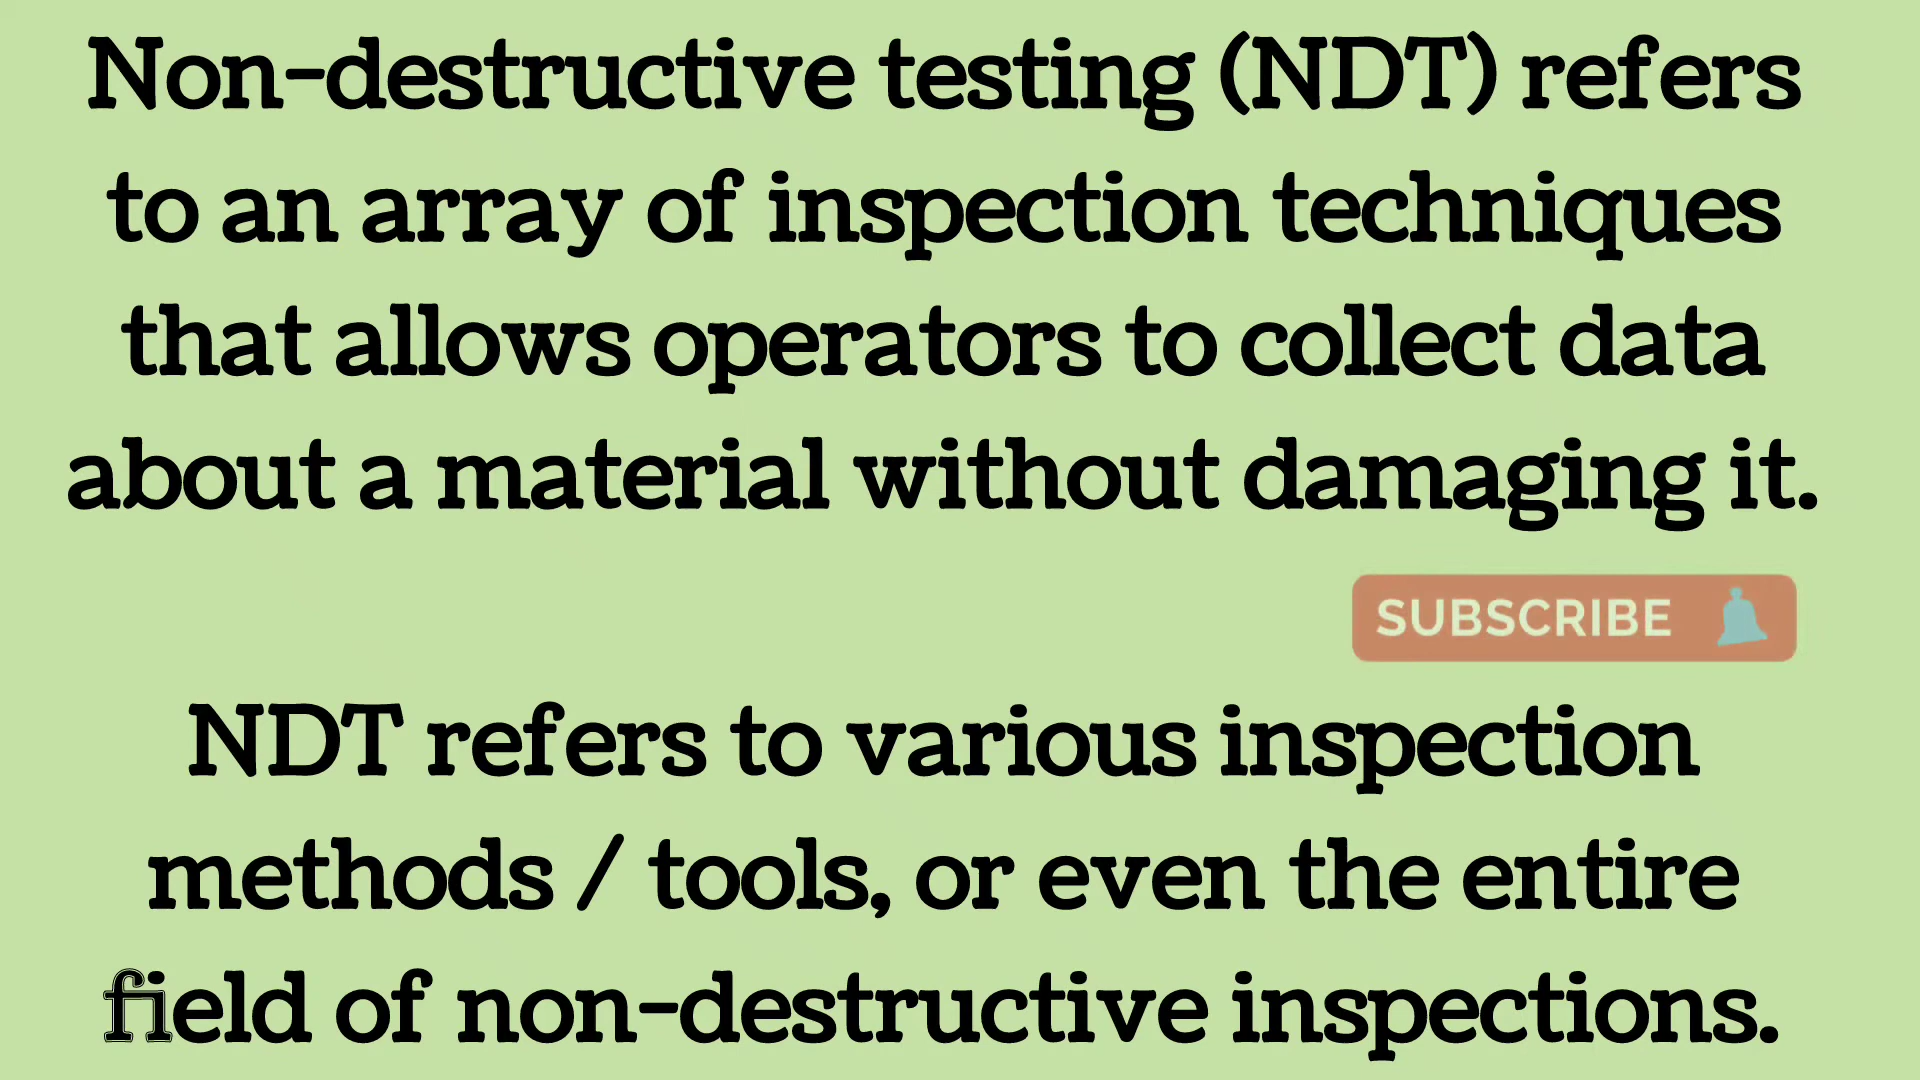 Non-destructive testing (NDT) refers
to an array of inspection techniques
that allows operators to collect data
about a material without damaging it.
SUBSCRIBE
NDT refers to various inspection
methods / tools, or even the entire
field of non-destructive inspections.